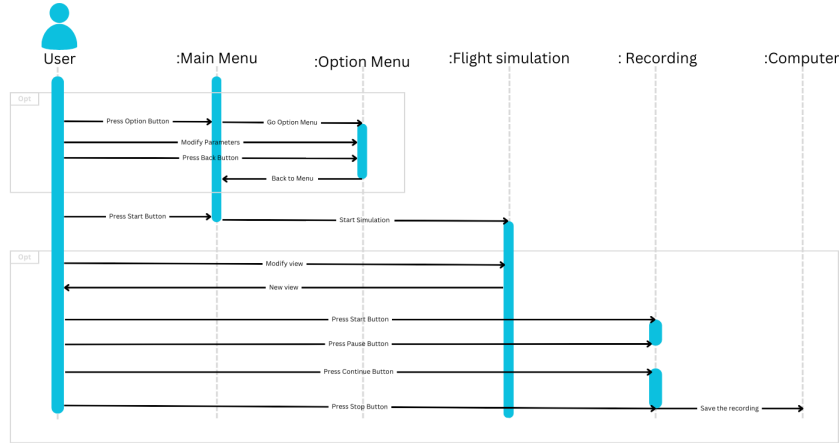 User
:Main Menu
:Option Menu
:Flight simulation
: Recording
:Computer
Opt
Press Option Button
Go Option Menu
Modify Parameters
Press Back Button
Back to Menu
Press Start Button
Start Simulation
Opt
Modify view
New view
Press Start Button
Press Pause Button
Press Continue Button
Press Stop Button
Save the recording